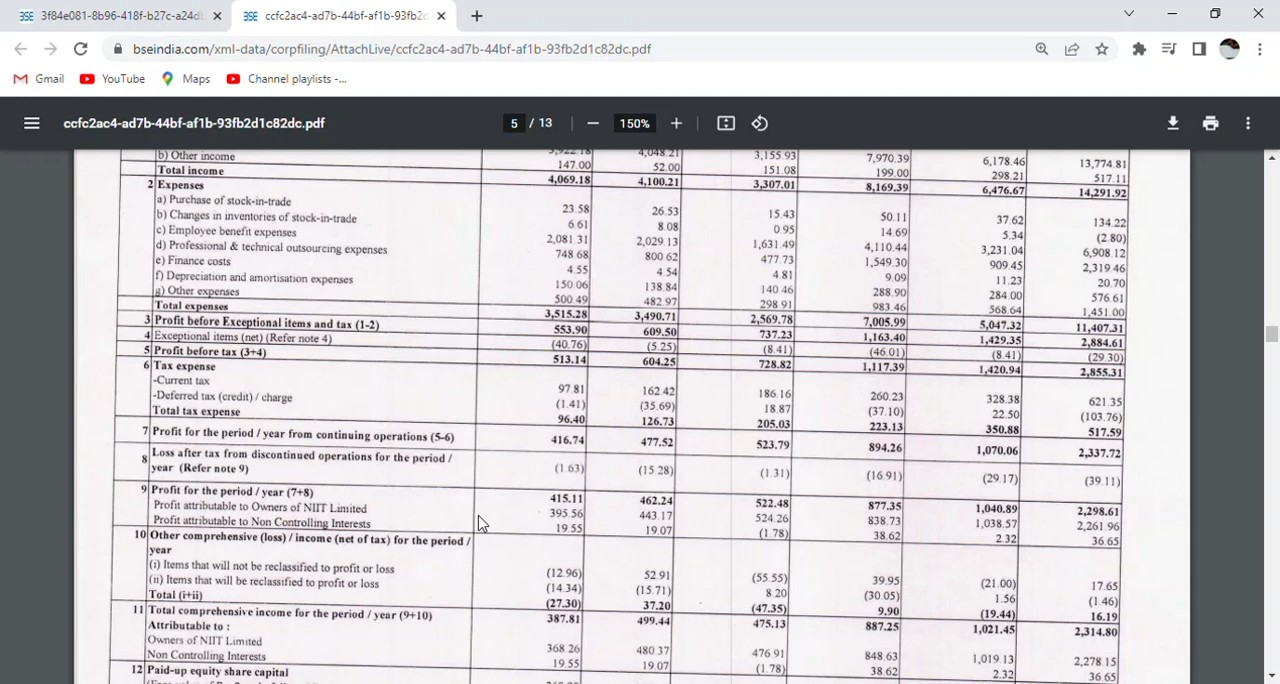 3f84e081-8b96-418f-b27c-a24db
ccfc2ac4-ad7b-44bf-af1b-93fb2d1c
bseindia.com/xml-data/corpfiling/AttachLive/ccfc2ac4-ad7b-44bf-af1b-93fb2d1c82dc.pdf
Gmail YouTube Maps Channel playlists -...
ccfc2ac4-ad7b-44bf-af1b-93fb2d1c82dc.pdf 5 / 13 150%
3,922.18 4,048.21 3,155.93 7,970.39 6,178.46 13,774.81
b) Other income 147.00 52.00 151.08 199.00 298.21 517.11
Total income 4,069.18 4,100.21 3,307.01 8,169.39 6,476.67 14,291.92
2 Expenses
a) Purchase of stock-in-trade 23.58 26.53 15.43 50.11 37.62 134.22
b) Changes in inventories of stock-in-trade 6.61 8.08 0.95 14.69 5.34 (2.80)
c) Employee benefit expenses 2,081.31 2,029.13 1,631.49 4,110.44 3,231.04 6,908.12
d) Professional & technical outsourcing expenses 748.68 800.62 477.73 1,549.30 909.45 2,319.46
e) Finance costs 4.55 4.54 4.81 9.09 11.23 20.70
f) Depreciation and amortisation expenses 150.06 138.84 140.46 288.90 284.00 576.61
g) Other expenses 500.49 482.97 298.91 983.46 568.64 1,451.00
Total expenses 3,515.28 3,490.71 2,569.78 7,005.99 5,047.32 11,407.31
3 Profit before Exceptional items and tax (1-2) 553.90 609.50 737.23 1,163.40 1,429.35 2,884.61
4 Exceptional items (net) (Refer note 4) (40.76) (5.25) (8.41) (46.01) (8.41) (29.30)
5 Profit before tax (3+4) 513.14 604.25 728.82 1,117.39 1,420.94 2,855.31
6 Tax expense
-Current tax 97.81 162.42 186.16 260.23 328.38 621.35
-Deferred tax (credit) / charge (1.41) (35.69) 18.87 (37.10) 22.50 (103.76)
Total tax expense 96.40 126.73 205.03 223.13 350.88 517.59
7 Profit for the period / year from continuing operations (5-6) 416.74 477.52 523.79 894.26 1,070.06 2,337.72
8 Loss after tax from discontinued operations for the period /
year (Refer note 9) (1.63) (15.28) (1.31) (16.91) (29.17) (39.11)
9 Profit for the period / year (7+8) 415.11 462.24 522.48 877.35 1,040.89 2,298.61
Profit attributable to Owners of NIIT Limited 395.56 443.17 524.26 838.73 1,038.57 2,261.96
Profit attributable to Non Controlling Interests 19.55 19.07 (1.78) 38.62 2.32 36.65
10 Other comprehensive (loss) / income (net of tax) for the period /
year
(i) Items that will not be reclassified to profit or loss (12.96) 52.91 (55.55) 39.95 (21.00) 17.65
(ii) Items that will be reclassified to profit or loss (14.34) (15.71) 8.20 (30.05) 1.56 (1.46)
Total (i+ii) (27.30) 37.20 (47.35) 9.90 (19.44) 16.19
11 Total comprehensive income for the period / year (9+10) 387.81 499.44 475.13 887.25 1,021.45 2,314.80
Attributable to :
Owners of NIIT Limited 368.26 480.37 476.91 848.63 1,019.13 2,278.15
Non Controlling Interests 19.55 19.07 (1.78) 38.62 2.32 36.65
12 Paid-up equity share capital